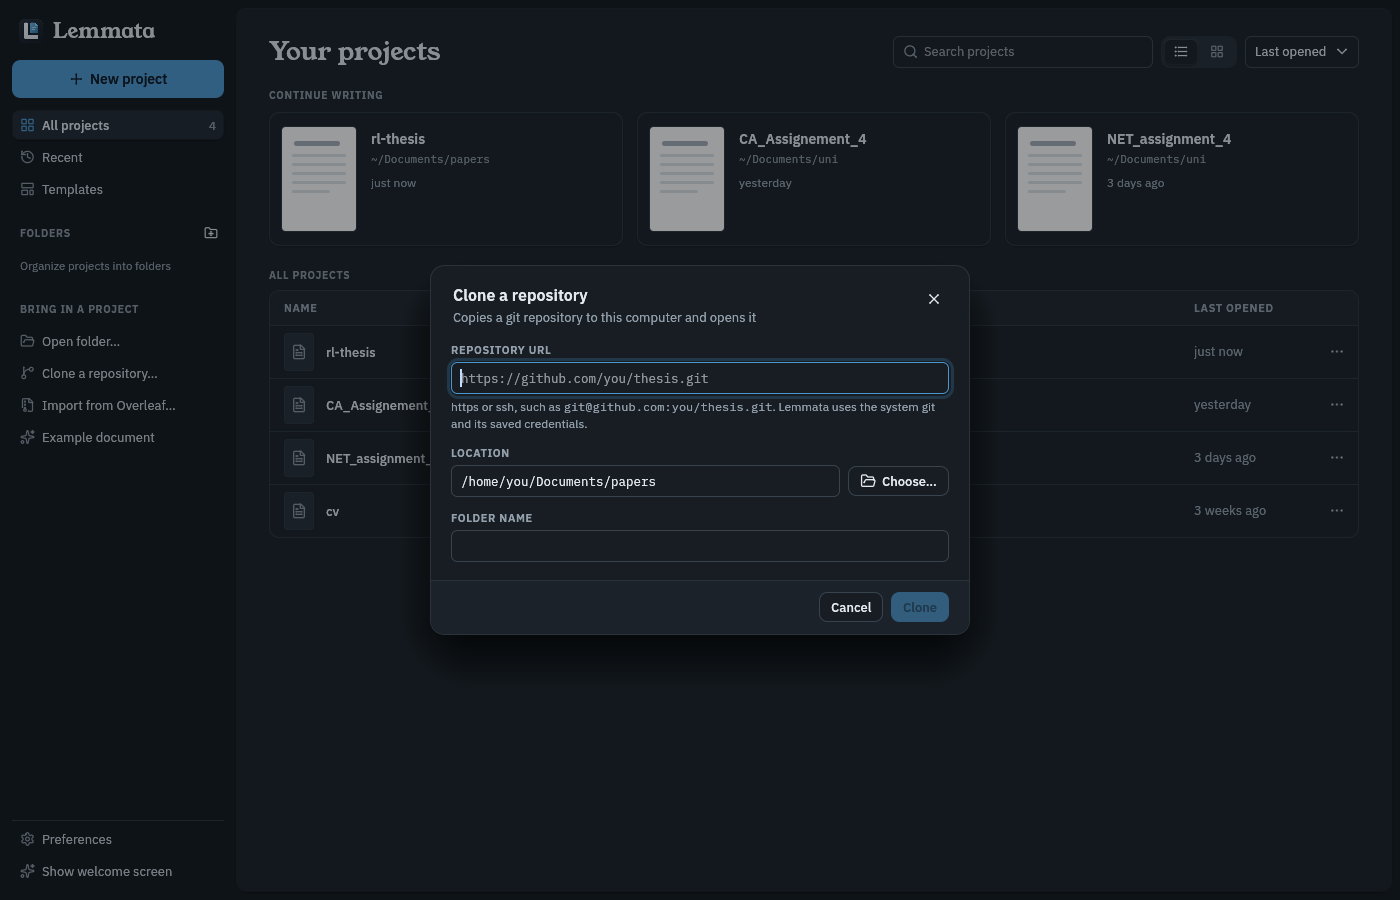 Lemmata
New project
All projects 4
Recent
Templates
FOLDERS
Organize projects into folders
BRING IN A PROJECT
Open folder...
Clone a repository...
Import from Overleaf...
Example document
Preferences
Show welcome screen
Your projects
Search projects
Last opened
CONTINUE WRITING
rl-thesis
~/Documents/papers
just now
CA_Assignement_4
~/Documents/uni
yesterday
NET_assignment_4
~/Documents/uni
3 days ago
ALL PROJECTS
NAME LAST OPENED
rl-thesis just now
CA_Assignement_ yesterday
NET_assignment_ 3 days ago
cv 3 weeks ago
Clone a repository
Copies a git repository to this computer and opens it
REPOSITORY URL
https://github.com/you/thesis.git
https or ssh, such as git@github.com:you/thesis.git. Lemmata uses the system git
and its saved credentials.
LOCATION
/home/you/Documents/papers
Choose...
FOLDER NAME
Cancel
Clone